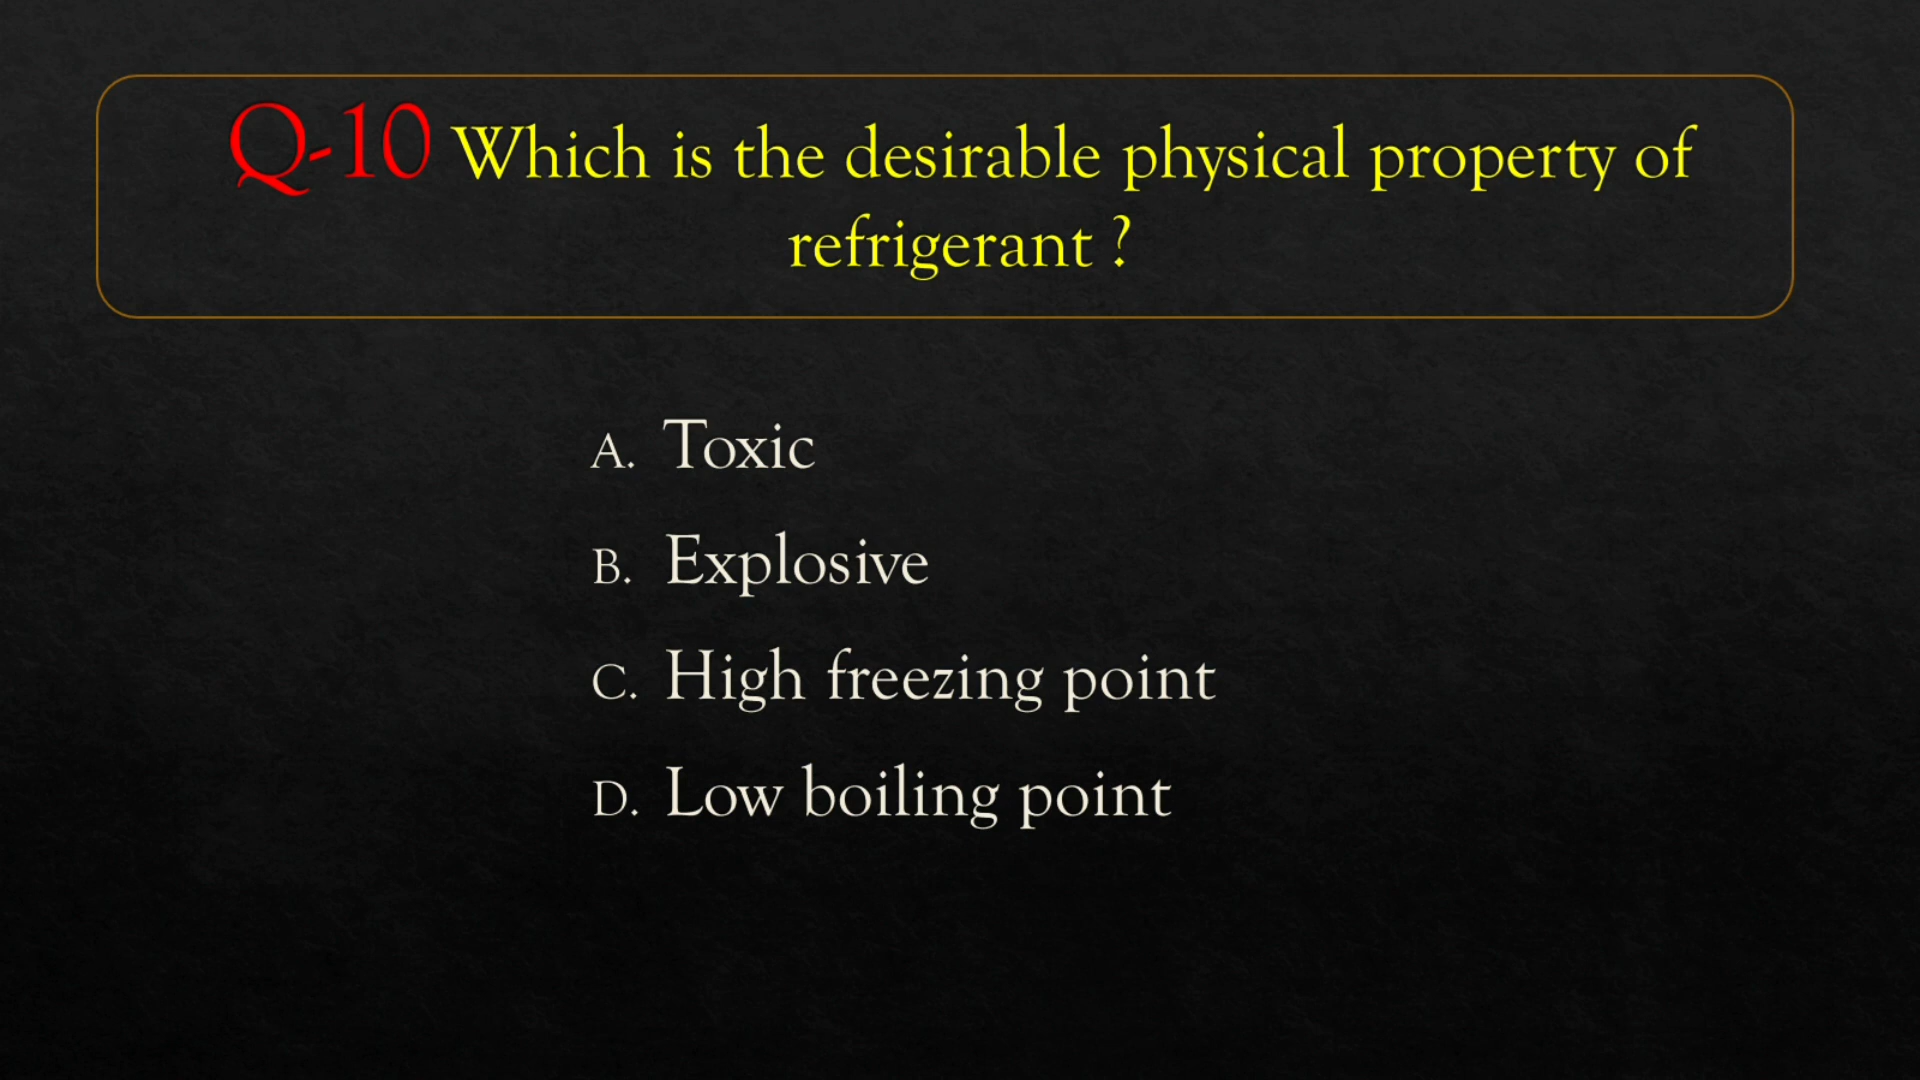 Q-10 Which is the desirable physical property of
refrigerant ?
A. Toxic
B. Explosive
C. High freezing point
D. Low boiling point